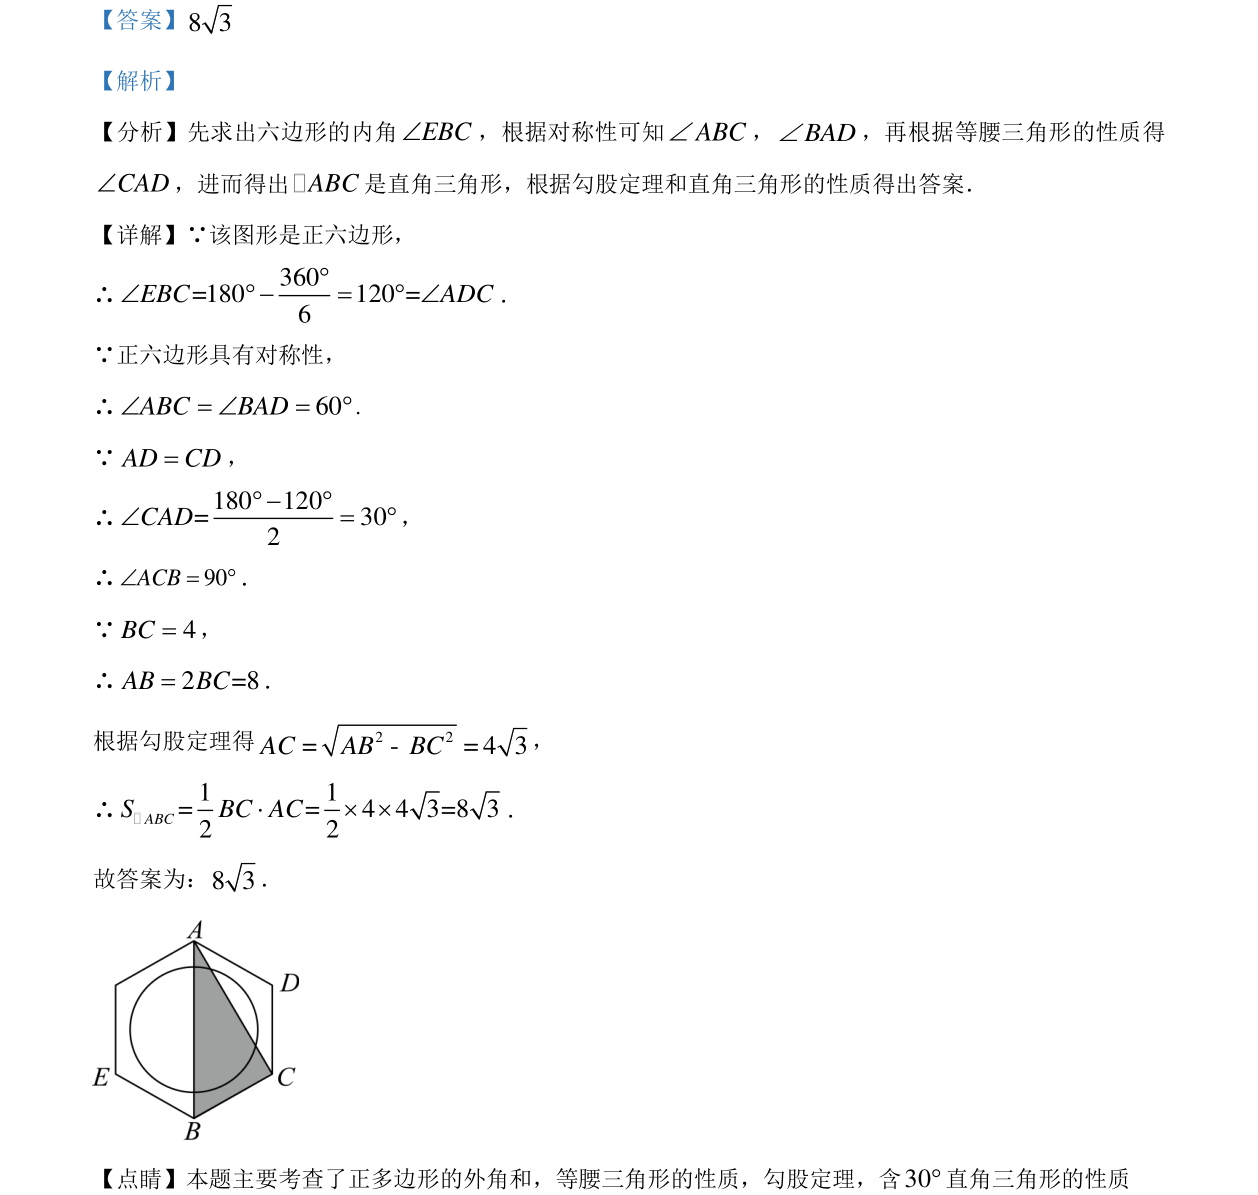 【答案】8√3
【解析】
【分析】先求出六边形的内角∠EBC，根据对称性可知∠ABC，∠BAD，再根据等腰三角形的性质得
∠CAD，进而得出□ABC是直角三角形，根据勾股定理和直角三角形的性质得出答案．
【详解】∵该图形是正六边形，
∴∠EBC=180°−360°/6=120°=∠ADC．
∵正六边形具有对称性，
∴∠ABC=∠BAD=60°．
∵AD=CD，
∴∠CAD=(180°−120°)/2=30°，
∴∠ACB=90°．
∵BC=4，
∴AB=2BC=8．
根据勾股定理得AC=√(AB²-BC²)=4√3，
∴S□ABC=1/2BC·AC=1/2×4×4√3=8√3．
故答案为：8√3．
A
D
E
C
B
【点睛】本题主要考查了正多边形的外角和，等腰三角形的性质，勾股定理，含30°直角三角形的性质